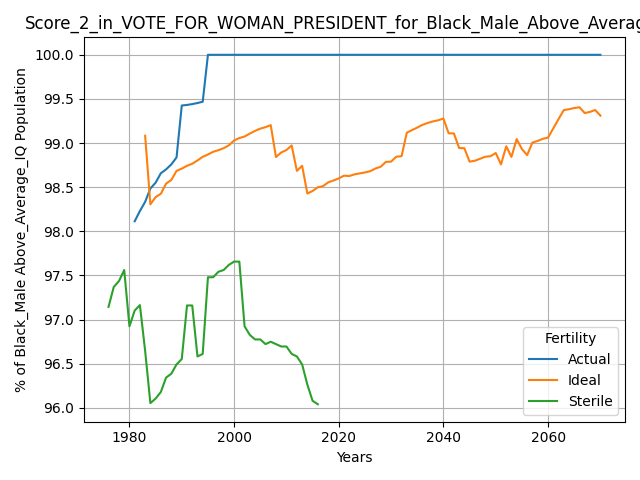 Score_2_in_VOTE_FOR_WOMAN_PRESIDENT_for_Black_Male_Above_Averag
% of Black_Male Above_Average_IQ Population
100.0
99.5
99.0
98.5
98.0
97.5
97.0
96.5
96.0
1980
2000
2020
2040
2060
Years
Fertility
Actual
Ideal
Sterile